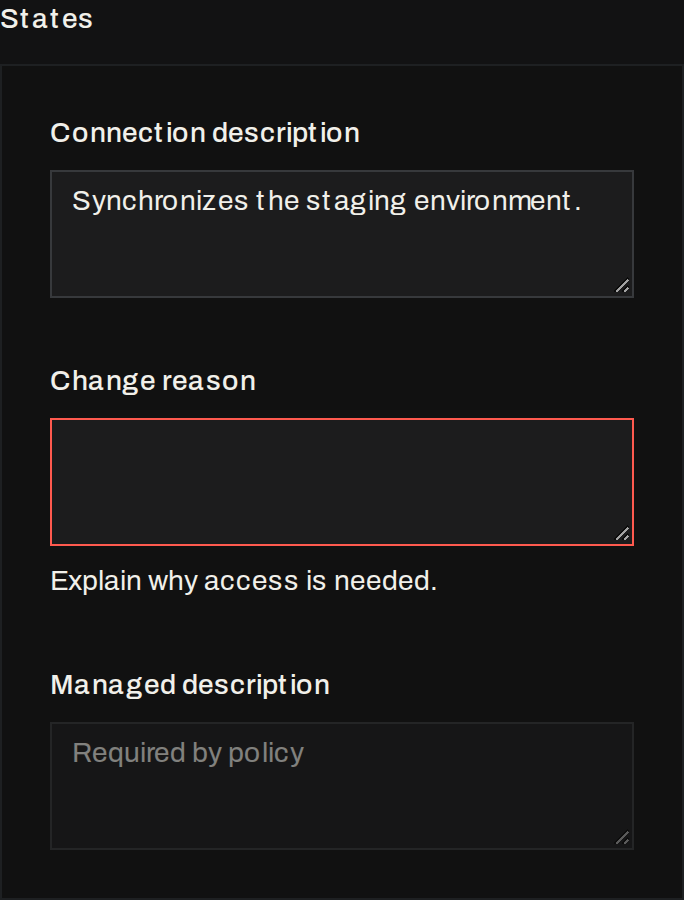 States
Connection description
Synchronizes the staging environment.
Change reason
Explain why access is needed.
Managed description
Required by policy